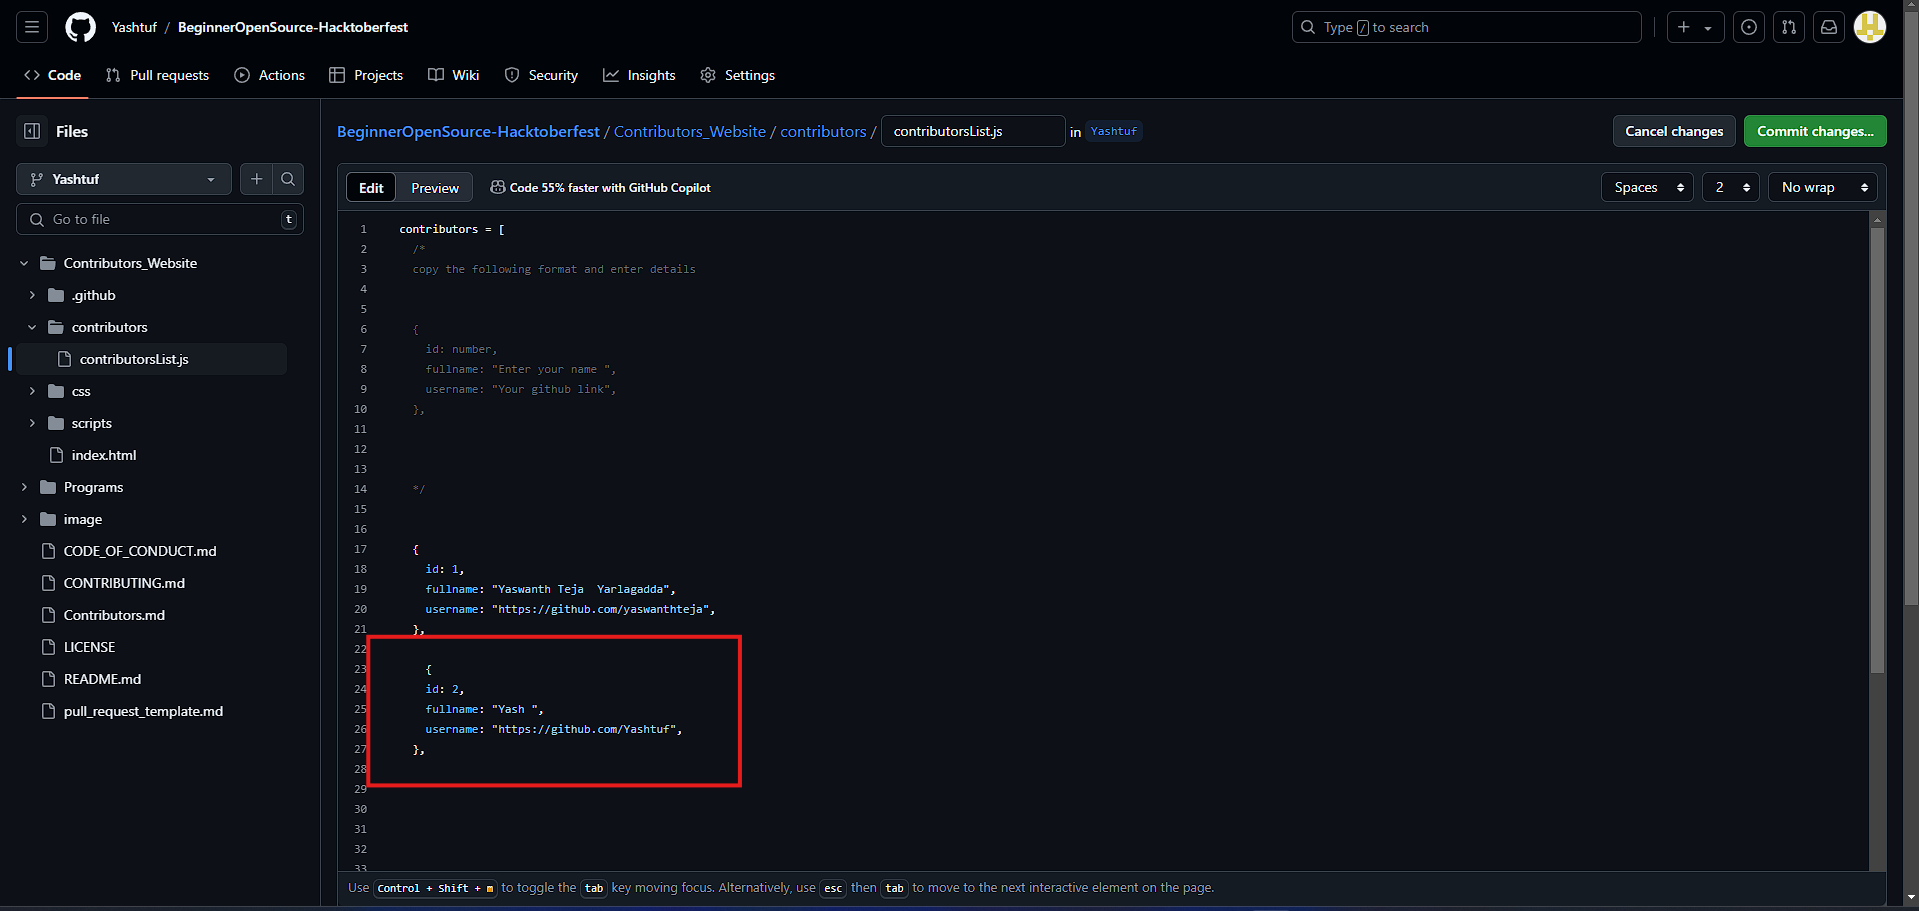 Yashtuf / BeginnerOpenSource-Hacktoberfest
Type / to search
Code Pull requests Actions Projects Wiki Security Insights Settings
Files
Yashtuf
Go to file t
Contributors_Website
.github
contributors
contributorsList.js
css
scripts
index.html
Programs
image
CODE_OF_CONDUCT.md
CONTRIBUTING.md
Contributors.md
LICENSE
README.md
pull_request_template.md
BeginnerOpenSource-Hacktoberfest / Contributors_Website / contributors / contributorsList.js in Yashtuf
Cancel changes Commit changes...
Edit Preview Code 55% faster with GitHub Copilot
Spaces 2 No wrap
1 contributors = [
2 /*
3 copy the following format and enter details
4
5
6 {
7 id: number,
8 fullname: "Enter your name ",
9 username: "Your github link",
10 },
11
12
13
14 */
15
16
17 {
18 id: 1,
19 fullname: "Yaswanth Teja  Yarlagadda",
20 username: "https://github.com/yaswanthteja",
21 },
22
23 {
24 id: 2,
25 fullname: "Yash ",
26 username: "https://github.com/Yashtuf",
27 },
28
29
30
31
32
33
Use Control + Shift + m to toggle the tab key moving focus. Alternatively, use esc then tab to move to the next interactive element on the page.